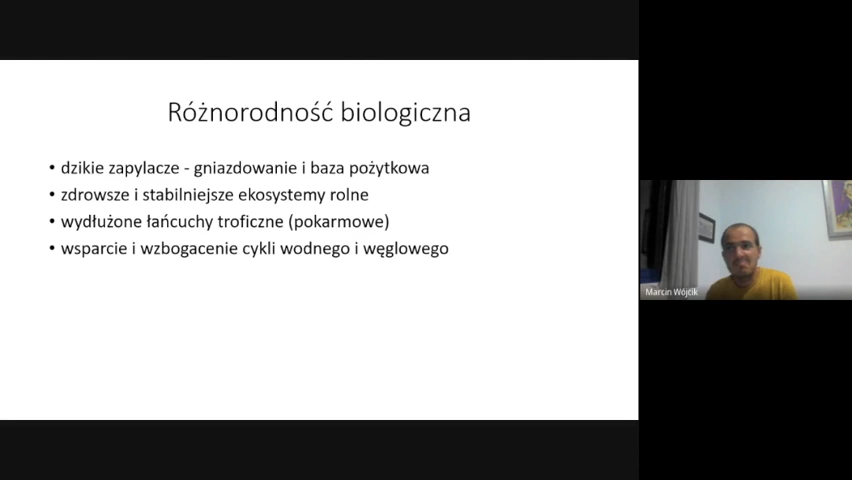 Różnorodność biologiczna
• dzikie zapylacze - gniazdowanie i baza pożytkowa
• zdrowsze i stabilniejsze ekosystemy rolne
• wydłużone łańcuchy troficzne (pokarmowe)
• wsparcie i wzbogacenie cykli wodnego i węglowego
Marcin Wójcik